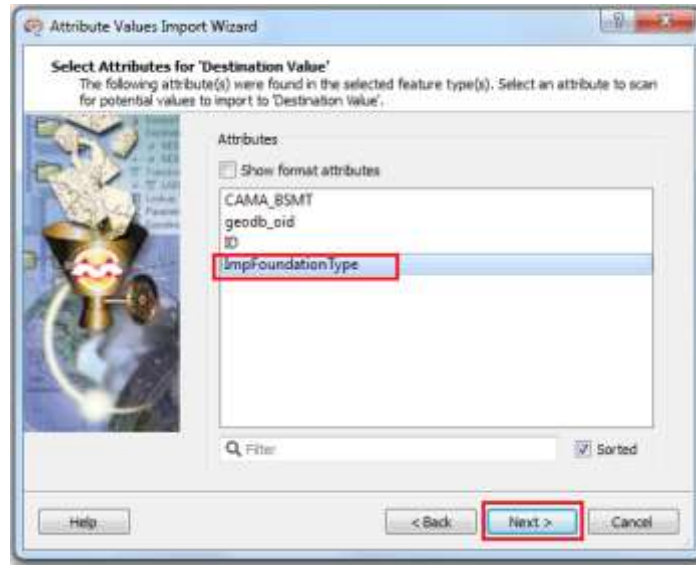 Attribute Values Import Wizard
Select Attributes for 'Destination Value'
The following attribute(s) were found in the selected feature type(s). Select an attribute to scan
for potential values to import to 'Destination Value'.
Attributes
Show format attributes
CAMA_BSMT
geodb_oid
ID
ImpFoundationType
Filter
Sorted
Help
< Back
Next >
Cancel